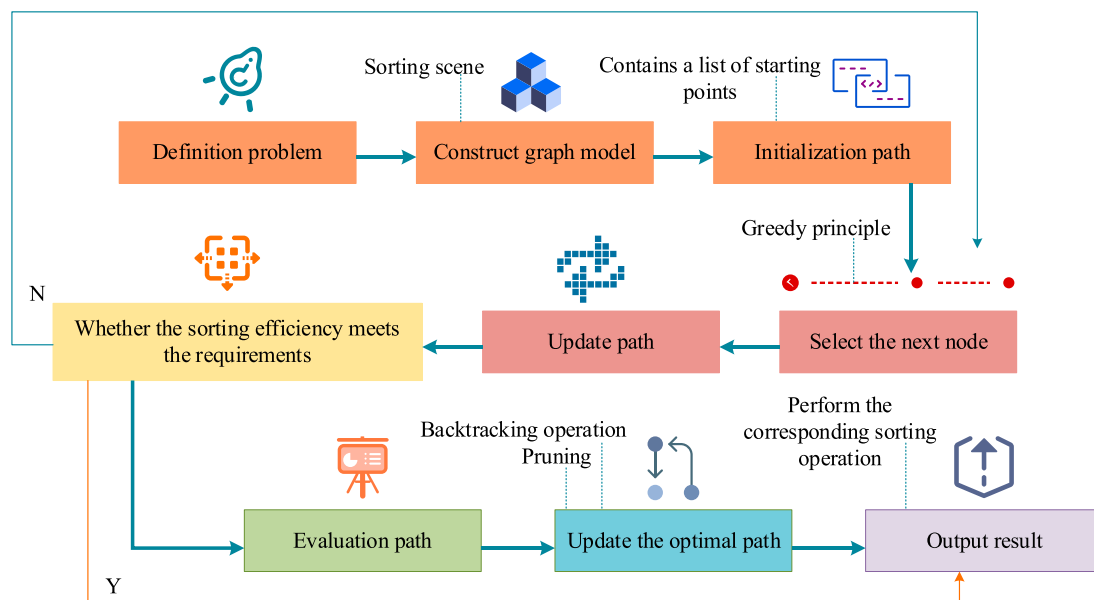 Sorting scene
Contains a list of starting
points
Definition problem
Construct graph model
Initialization path
Greedy principle
N
Whether the sorting efficiency meets
the requirements
Update path
Select the next node
Backtracking operation
Pruning
Perform the
corresponding sorting
operation
Evaluation path
Update the optimal path
Output result
Y